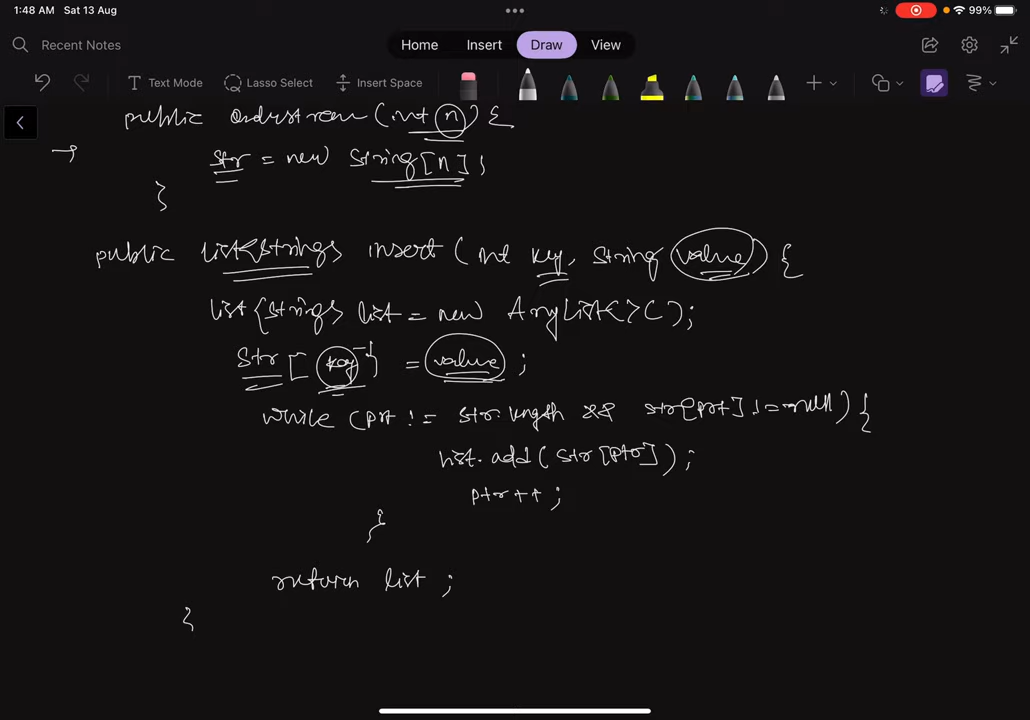 1:48 AM Sat 13 Aug 99%
Recent Notes Home Insert Draw View
Text Mode Lasso Select Insert Space
public Orderstream (int n) {
str = new String[n];
}
public List<String> insert (int key, String value) {
List<String> list = new ArrayList<>();
Str[key-1] = value;
while (ptr != str.length && str[ptr] != null) {
list.add(str[ptr]);
ptr++;
}
return list;
}